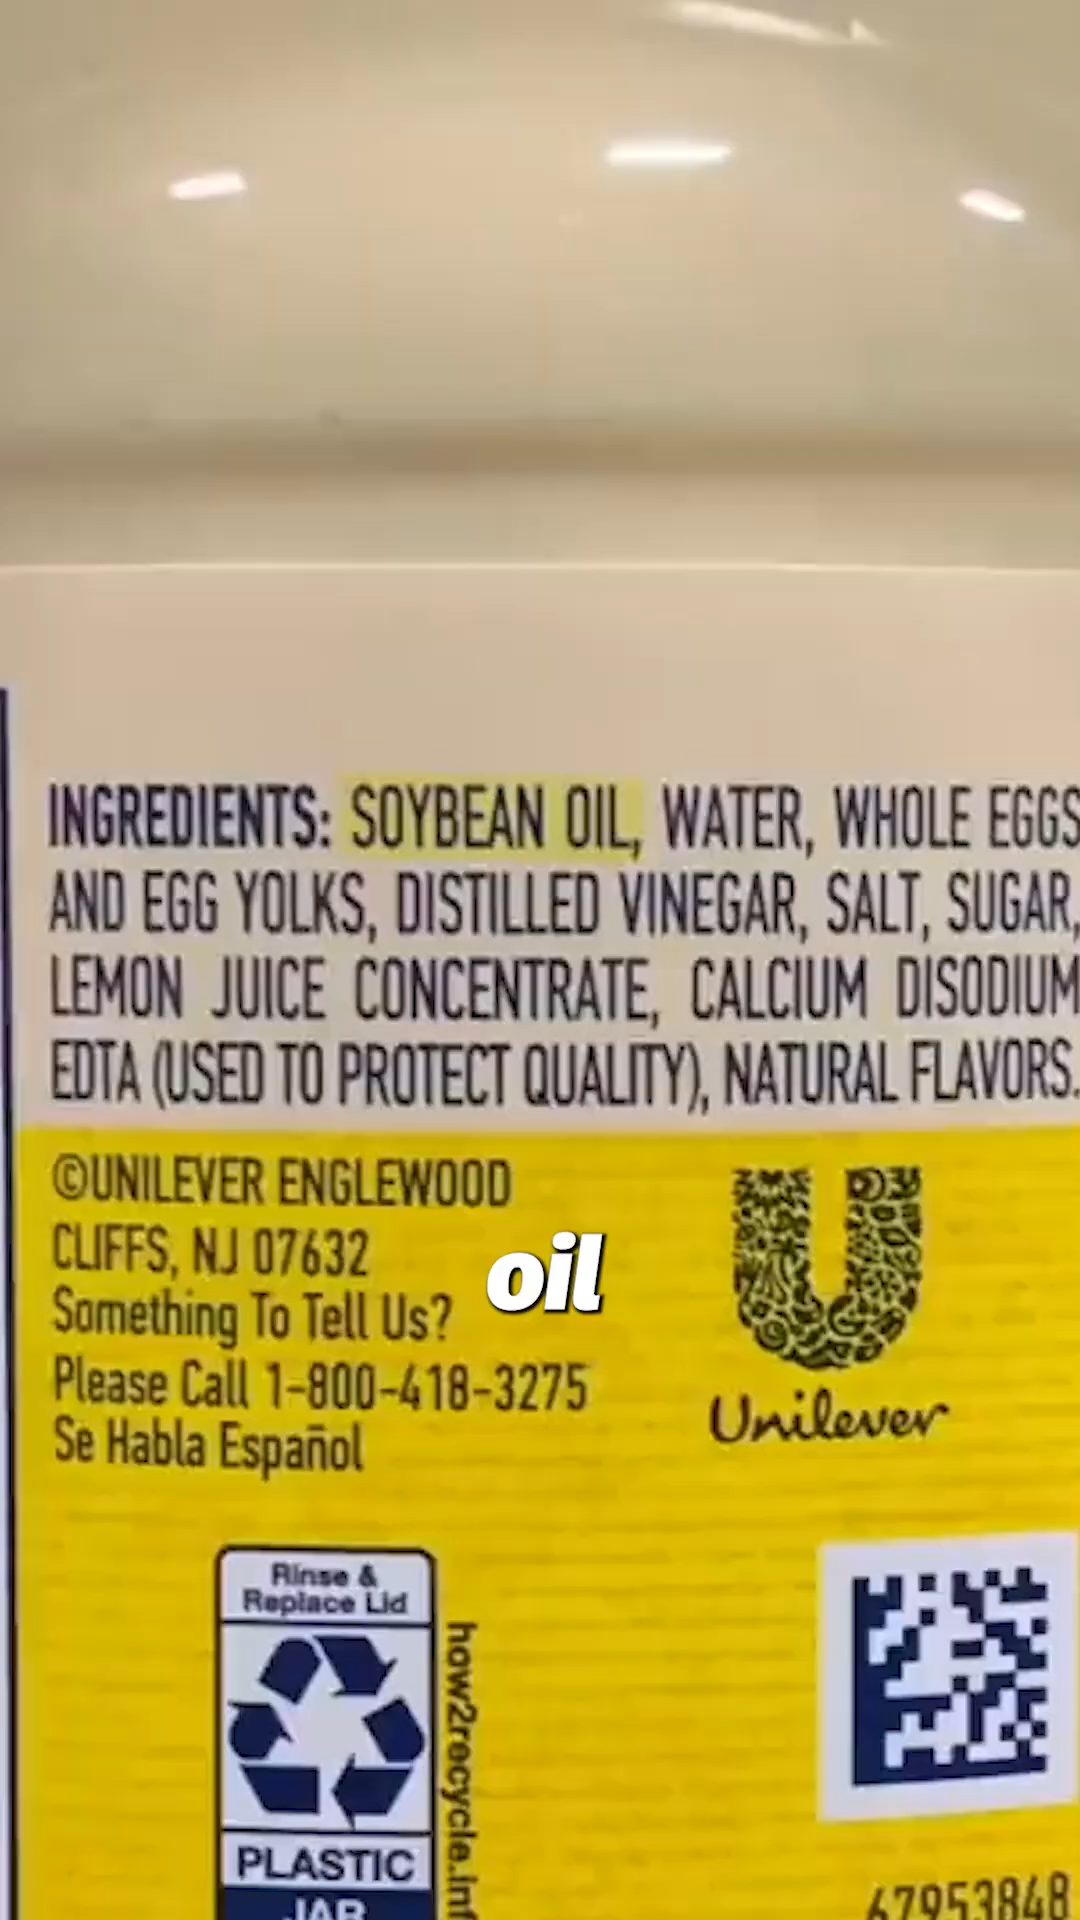 INGREDIENTS: SOYBEAN OIL, WATER, WHOLE EGGS
AND EGG YOLKS, DISTILLED VINEGAR, SALT, SUGAR,
LEMON JUICE CONCENTRATE, CALCIUM DISODIUM
EDTA (USED TO PROTECT QUALITY), NATURAL FLAVORS.
©UNILEVER ENGLEWOOD
CLIFFS, NJ 07632
Something To Tell Us?
Please Call 1-800-418-3275
Se Habla Español
oil
Unilever
Rinse &
Replace Lid
PLASTIC
JAR
how2recycle.inf
67953848